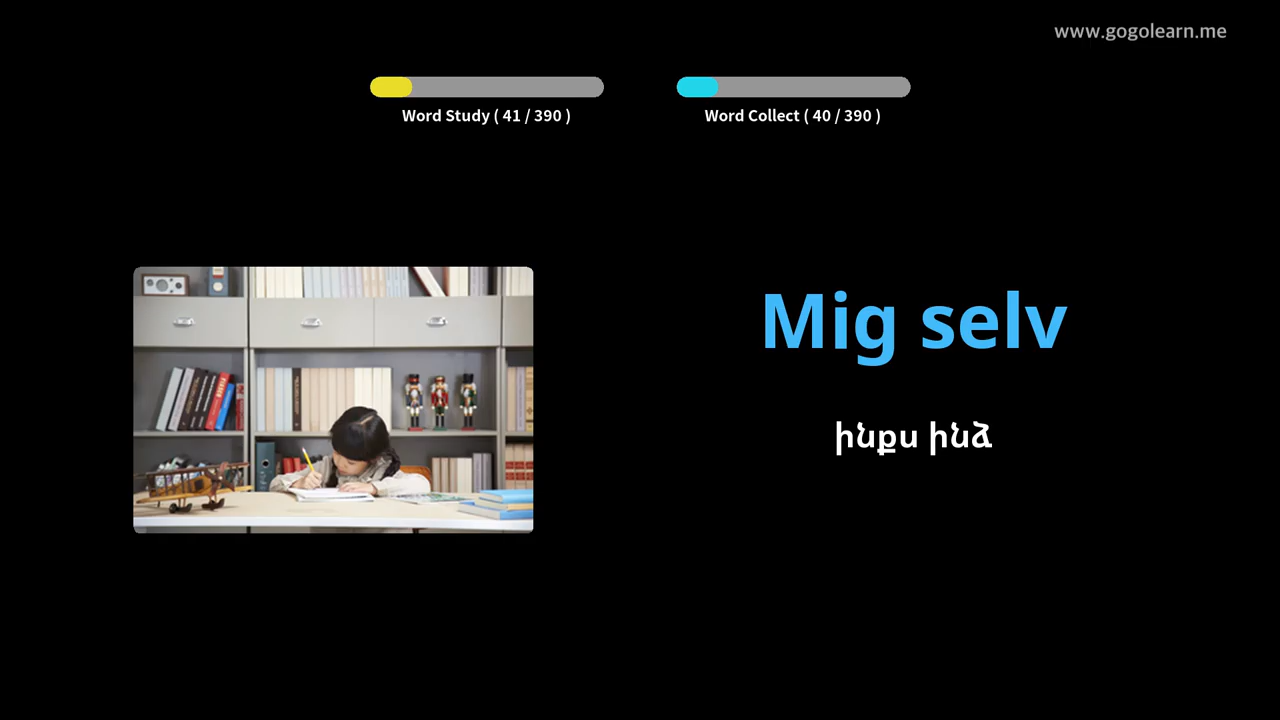 www.gogolearn.me
Word Study ( 41 / 390 )
Word Collect ( 40 / 390 )
Mig selv
ինքս ինձ